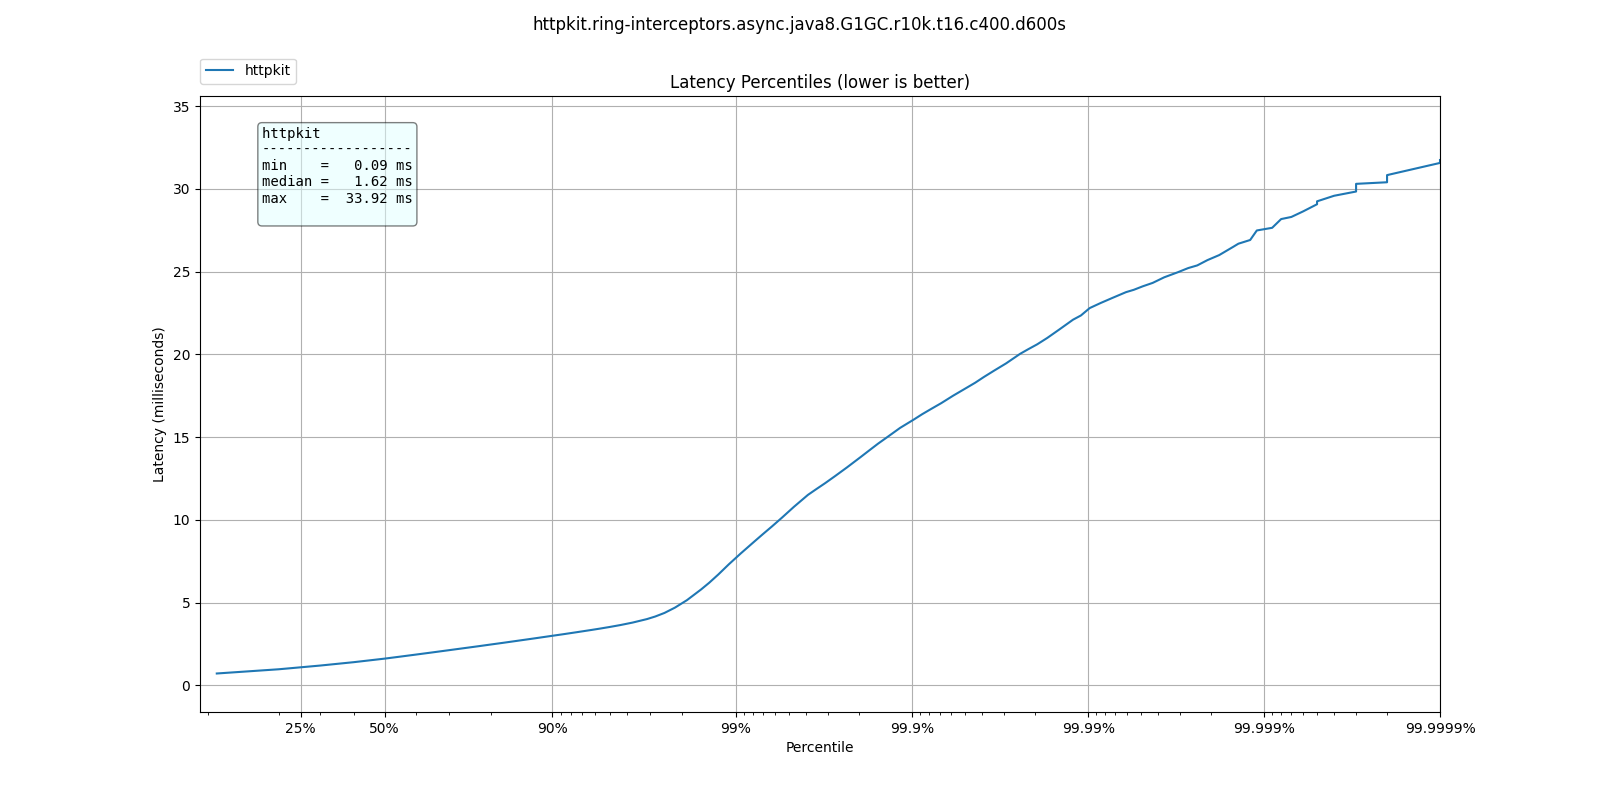 httpkit.ring-interceptors.async.java8.G1GC.r10k.t16.c400.d600s
httpkit
Latency Percentiles (lower is better)
httpkit
------------------
min    =   0.09 ms
median =   1.62 ms
max    =  33.92 ms
35
30
25
20
15
10
5
0
Latency (milliseconds)
25% 50% 90% 99% 99.9% 99.99% 99.999% 99.9999%
Percentile